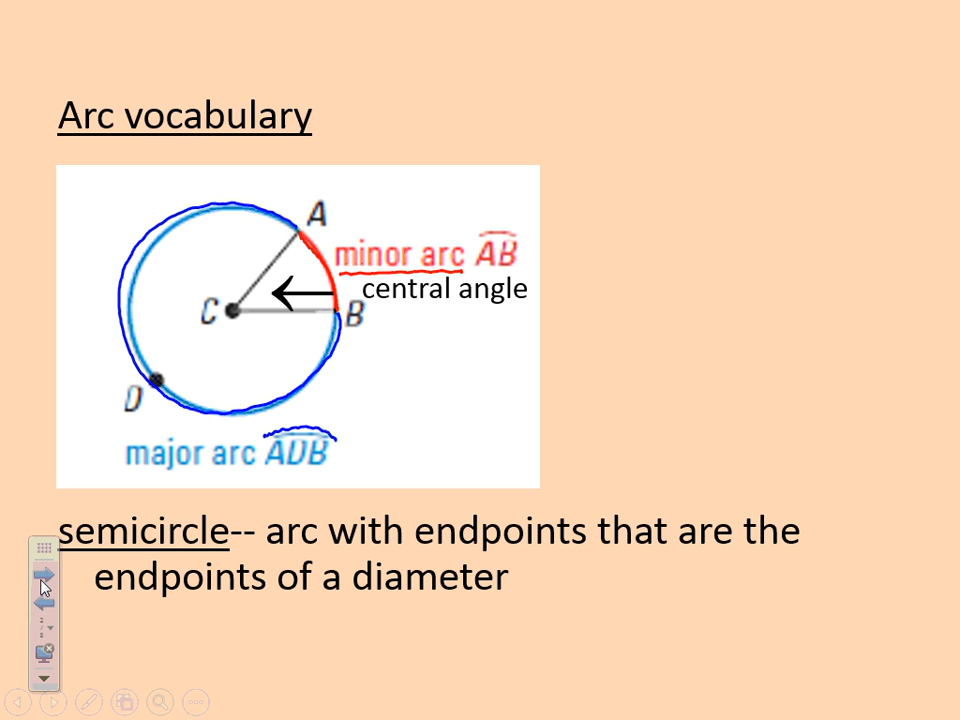 Arc vocabulary
A
minor arc AB
central angle
C
B
D
major arc ADB
semicircle-- arc with endpoints that are the
endpoints of a diameter